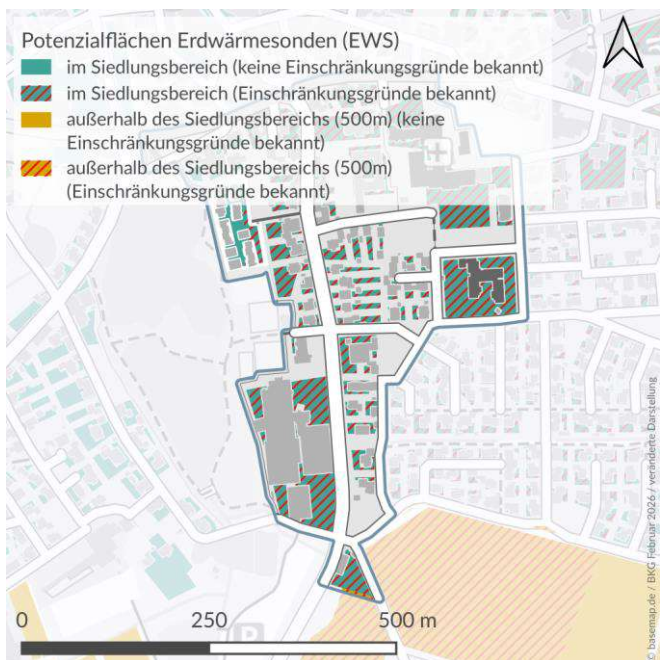 Potenzialflächen Erdwärmesonden (EWS)
im Siedlungsbereich (keine Einschränkungsgründe bekannt)
im Siedlungsbereich (Einschränkungsgründe bekannt)
außerhalb des Siedlungsbereichs (500m) (keine
Einschränkungsgründe bekannt)
außerhalb des Siedlungsbereichs (500m)
(Einschränkungsgründe bekannt)
0 250 500 m
P
© basemap.de / BKG Februar 2026 / veränderte Darstellung